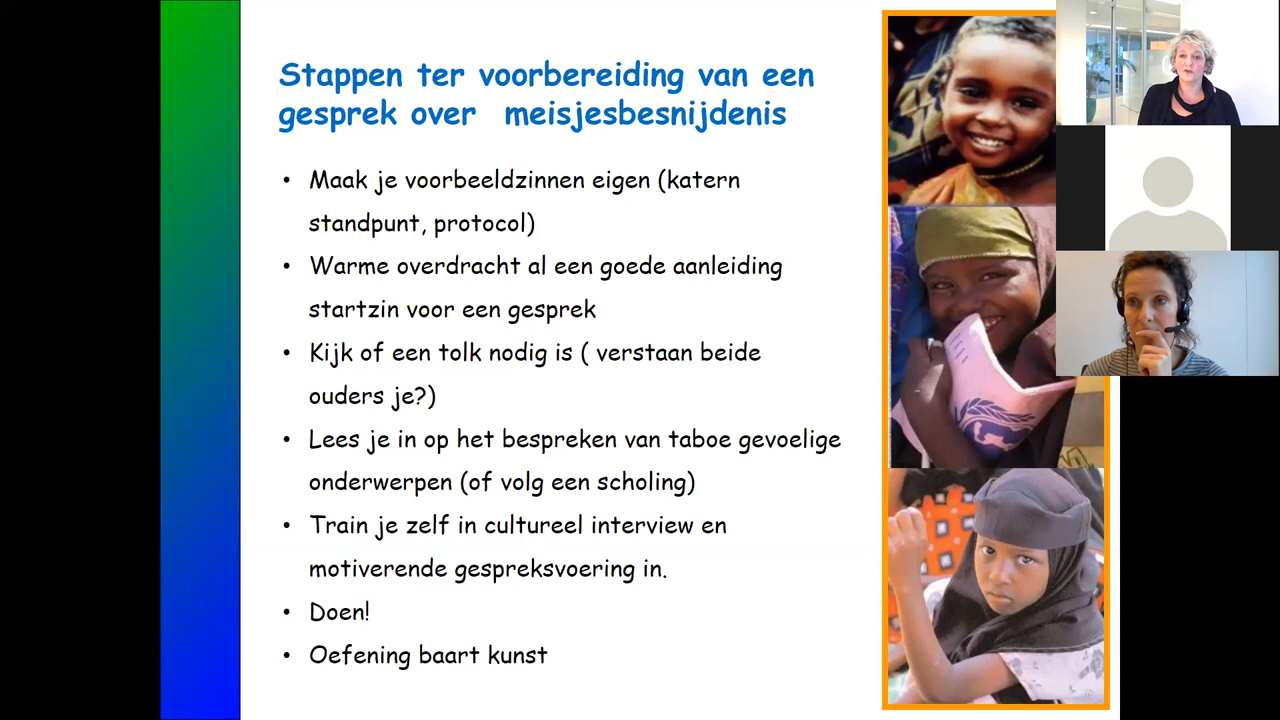 Stappen ter voorbereiding van een
gesprek over meisjesbesnijdenis
• Maak je voorbeeldzinnen eigen (katern
standpunt, protocol)
• Warme overdracht al een goede aanleiding
startzin voor een gesprek
• Kijk of een tolk nodig is ( verstaan beide
ouders je?)
• Lees je in op het bespreken van taboe gevoelige
onderwerpen (of volg een scholing)
• Train je zelf in cultureel interview en
motiverende gespreksvoering in.
• Doen!
• Oefening baart kunst